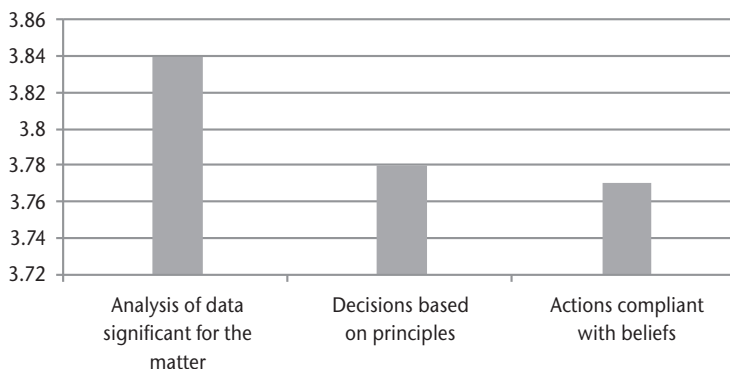 3.86
3.84
3.82
3.8
3.78
3.76
3.74
3.72
Analysis of data
significant for the
matter
Decisions based
on principles
Actions compliant
with beliefs